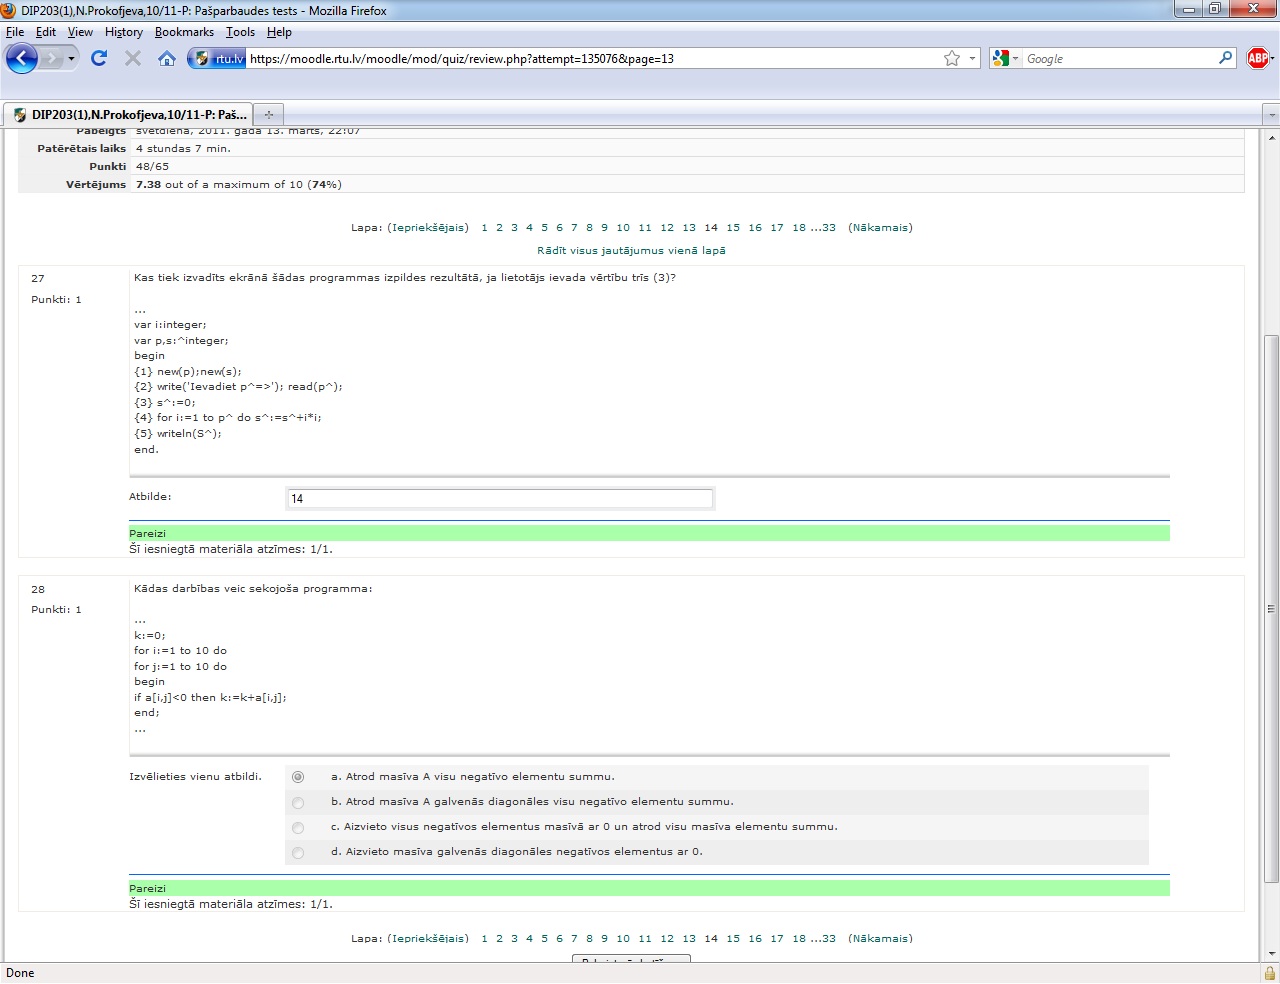 DIP203(1),N.Prokofjeva,10/11-P: Pašparbaudes tests - Mozilla Firefox
File Edit View History Bookmarks Tools Help
rtu.lv https://moodle.rtu.lv/moodle/mod/quiz/review.php?attempt=135076&page=13 Google ABP
DIP203(1),N.Prokofjeva,10/11-P: Paš...
Pabeigts svētdiena, 2011. gada 13. marts, 22:07
Patērētais laiks 4 stundas 7 min.
Punkti 48/65
Vērtējums 7.38 out of a maximum of 10 (74%)
Lapa: (Iepriekšējais) 1 2 3 4 5 6 7 8 9 10 11 12 13 14 15 16 17 18 ...33 (Nākamais)
Rādīt visus jautājumus vienā lapā
27 Kas tiek izvadīts ekrānā šādas programmas izpildes rezultātā, ja lietotājs ievada vērtību trīs (3)?
Punkti: 1
...
var i:integer;
var p,s:^integer;
begin
{1} new(p);new(s);
{2} write('Ievadiet p^=>'); read(p^);
{3} s^:=0;
{4} for i:=1 to p^ do s^:=s^+i*i;
{5} writeln(S^);
end.
Atbilde: 14
Pareizi
Šī iesniegtā materiāla atzīmes: 1/1.
28 Kādas darbības veic sekojoša programma:
Punkti: 1
...
k:=0;
for i:=1 to 10 do
for j:=1 to 10 do
begin
if a[i,j]<0 then k:=k+a[i,j];
end;
...
Izvēlieties vienu atbildi. a. Atrod masīva A visu negatīvo elementu summu.
b. Atrod masīva A galvenās diagonāles visu negatīvo elementu summu.
c. Aizvieto visus negatīvos elementus masīvā ar 0 un atrod visu masīva elementu summu.
d. Aizvieto masīva galvenās diagonāles negatīvos elementus ar 0.
Pareizi
Šī iesniegtā materiāla atzīmes: 1/1.
Lapa: (Iepriekšējais) 1 2 3 4 5 6 7 8 9 10 11 12 13 14 15 16 17 18 ...33 (Nākamais)
Done